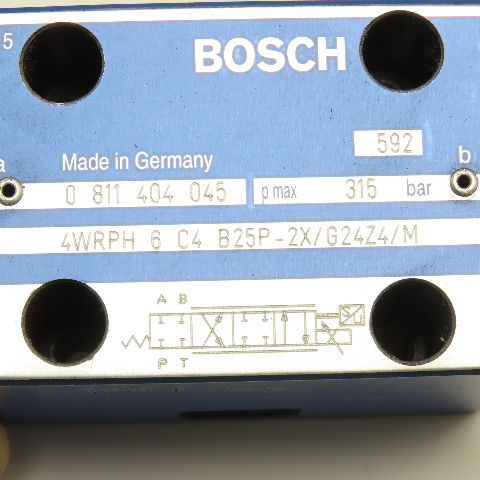 5
BOSCH
592
a Made in Germany b
0 811 404 045 p max 315 bar
4WRPH 6 C4 B25P-2X/G24Z4/M
A B
P T